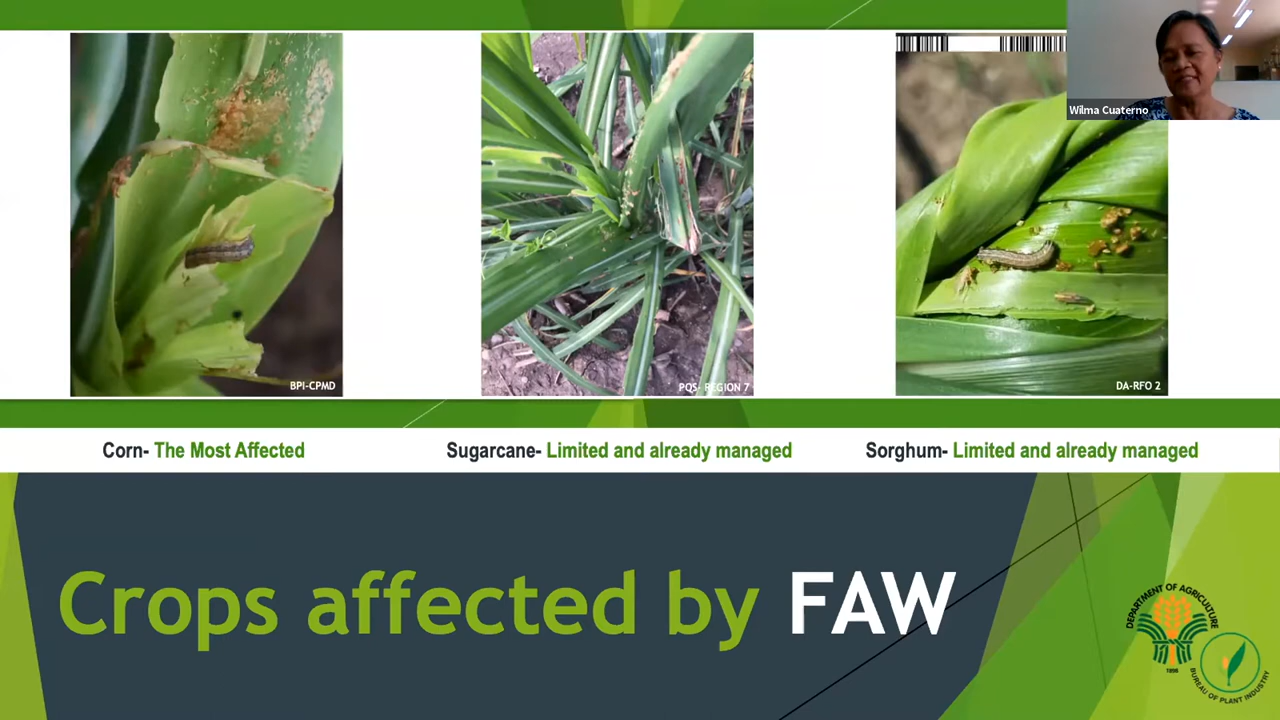 Wilma Cuaterno
BPI-CPMD
PQS- REGION 7
DA-RFO 2
Corn- The Most Affected
Sugarcane- Limited and already managed
Sorghum- Limited and already managed
Crops affected by FAW
DEPARTMENT OF AGRICULTURE
1898
BUREAU OF PLANT INDUSTRY